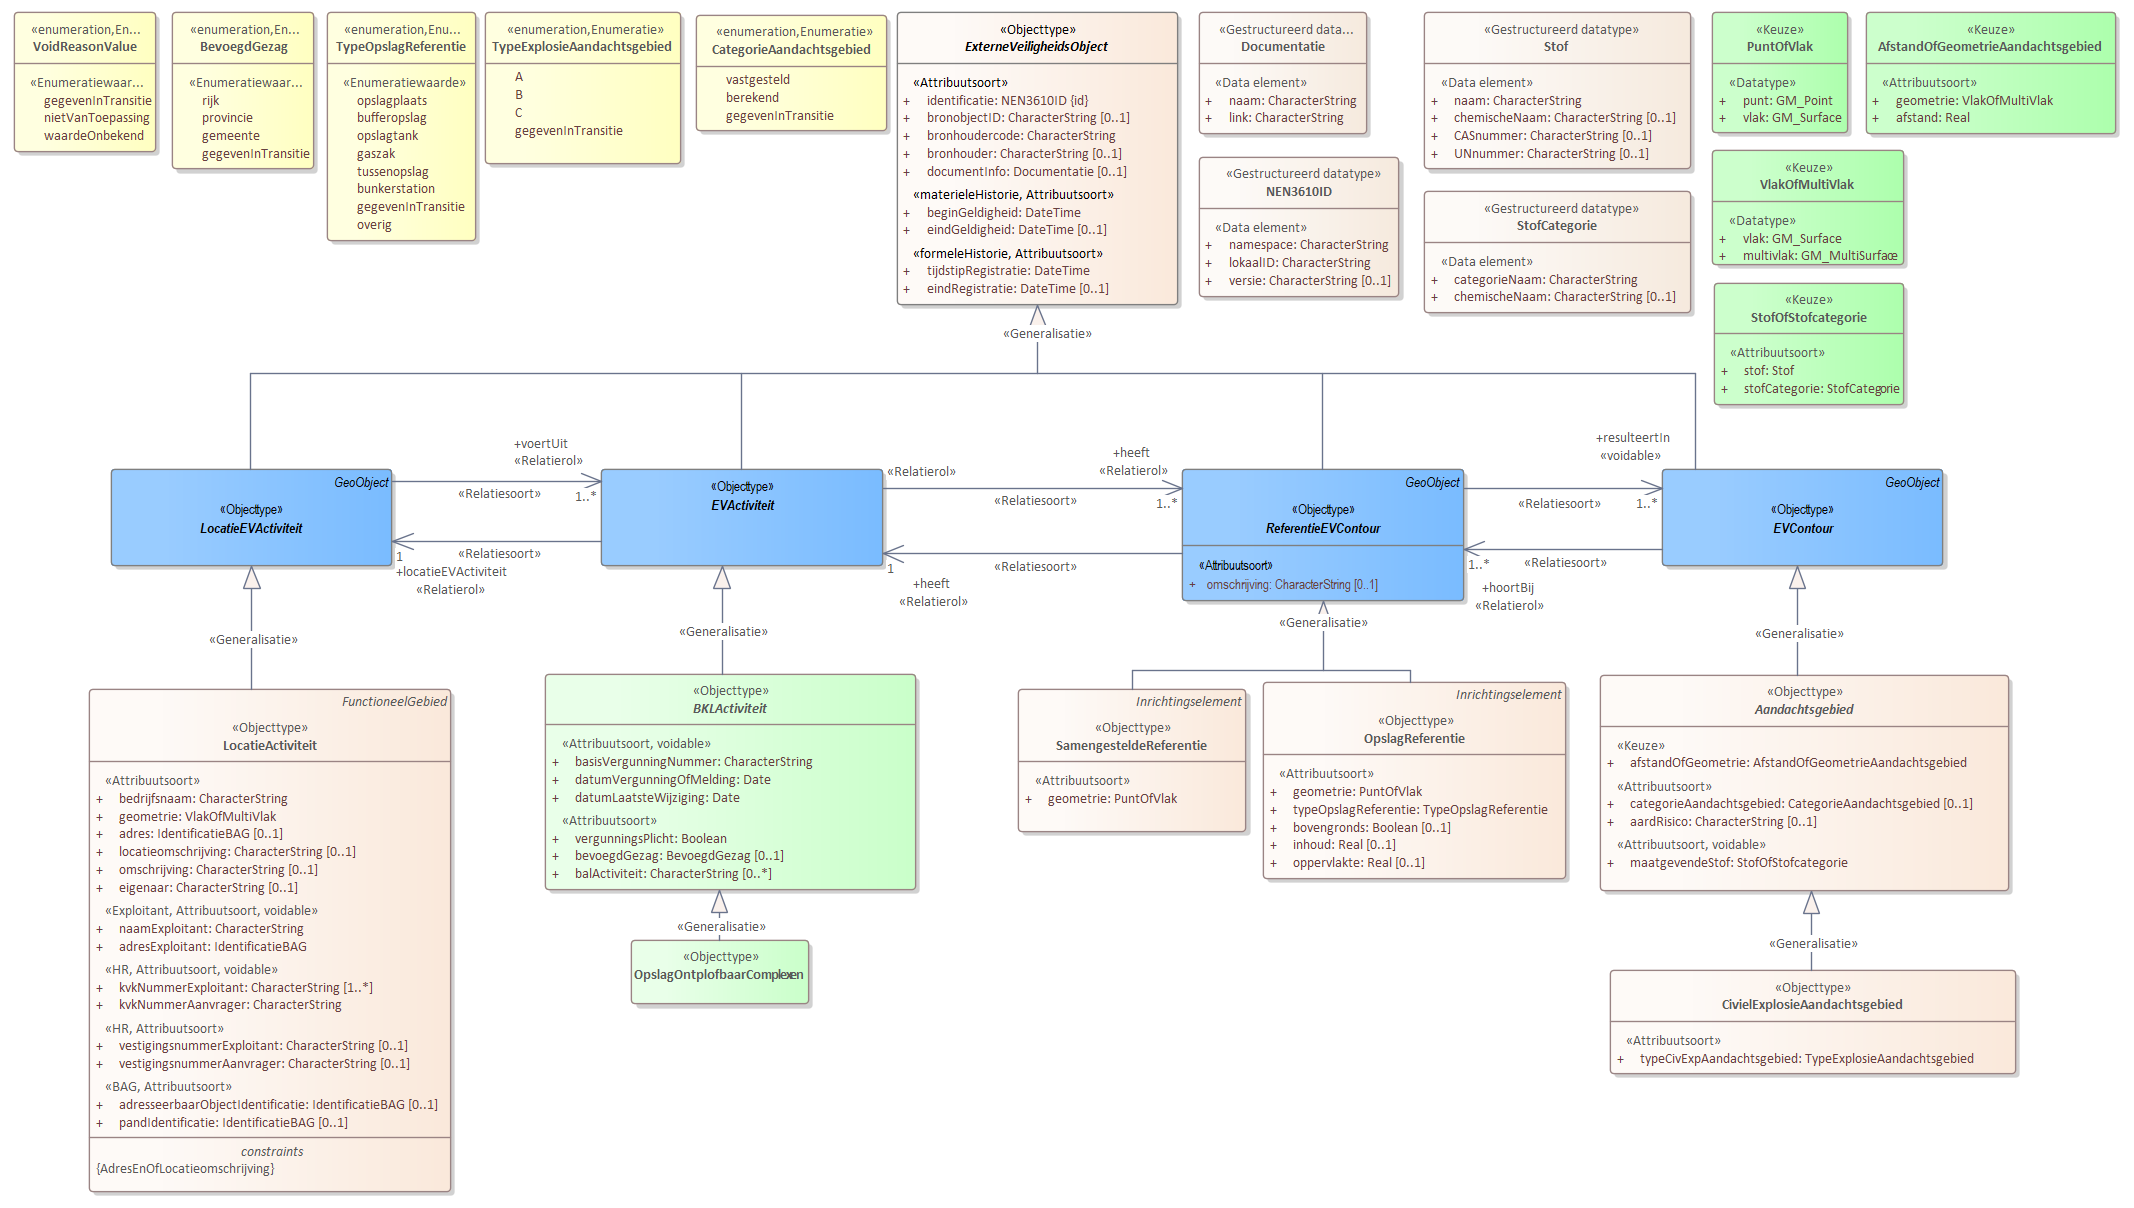 «enumeration,En...
VoidReasonValue
«Enumeratiewaar...
gegevenInTransitie
nietVanToepassing
waardeOnbekend
«enumeration,En...
BevoegdGezag
«Enumeratiewaar...
rijk
provincie
gemeente
gegevenInTransitie
«enumeration,Enu...
TypeOpslagReferentie
«Enumeratiewaarde»
opslagplaats
bufferopslag
opslagtank
gaszak
tussenopslag
bunkerstation
gegevenInTransitie
overig
«enumeration,Enumeratie»
TypeExplosieAandachtsgebied
A
B
C
gegevenInTransitie
«enumeration,Enumeratie»
CategorieAandachtsgebied
vastgesteld
berekend
gegevenInTransitie
«Objecttype»
ExterneVeiligheidsObject
«Attribuutsoort»
+ identificatie: NEN3610ID {id}
+ bronobjectID: CharacterString [0..1]
+ bronhoudercode: CharacterString
+ bronhouder: CharacterString [0..1]
+ documentInfo: Documentatie [0..1]
«materieleHistorie, Attribuutsoort»
+ beginGeldigheid: DateTime
+ eindGeldigheid: DateTime [0..1]
«formeleHistorie, Attribuutsoort»
+ tijdstipRegistratie: DateTime
+ eindRegistratie: DateTime [0..1]
«Gestructureerd data...
Documentatie
«Data element»
+ naam: CharacterString
+ link: CharacterString
«Gestructureerd datatype»
NEN3610ID
«Data element»
+ namespace: CharacterString
+ lokaalID: CharacterString
+ versie: CharacterString [0..1]
«Gestructureerd datatype»
Stof
«Data element»
+ naam: CharacterString
+ chemischeNaam: CharacterString [0..1]
+ CASnummer: CharacterString [0..1]
+ UNnummer: CharacterString [0..1]
«Gestructureerd datatype»
StofCategorie
«Data element»
+ categorieNaam: CharacterString
+ chemischeNaam: CharacterString [0..1]
«Keuze»
PuntOfVlak
«Datatype»
+ punt: GM_Point
+ vlak: GM_Surface
«Keuze»
AfstandOfGeometrieAandachtsgebied
«Attribuutsoort»
+ geometrie: VlakOfMultiVlak
+ afstand: Real
«Keuze»
VlakOfMultiVlak
«Datatype»
+ vlak: GM_Surface
+ multivlak: GM_MultiSurface
«Keuze»
StofOfStofcategorie
«Attribuutsoort»
+ stof: Stof
+ stofCategorie: StofCategorie
«Generalisatie»
GeoObject
«Objecttype»
LocatieEVActiviteit
+voertUit
«Relatierol»
«Relatiesoort»
1..*
«Relatiesoort»
1
+locatieEVActiviteit
«Relatierol»
«Objecttype»
EVActiviteit
«Relatierol»
+heeft
«Relatierol»
«Relatiesoort»
1..*
«Relatiesoort»
1
+heeft
«Relatierol»
GeoObject
«Objecttype»
ReferentieEVContour
«Attribuutsoort»
+ omschrijving: CharacterString [0..1]
+resulteertIn
«voidable»
«Relatiesoort»
1..*
«Relatiesoort»
1..*
+hoortBij
«Relatierol»
GeoObject
«Objecttype»
EVContour
«Generalisatie»
«Generalisatie»
«Generalisatie»
«Generalisatie»
FunctioneelGebied
«Objecttype»
LocatieActiviteit
«Attribuutsoort»
+ bedrijfsnaam: CharacterString
+ geometrie: VlakOfMultiVlak
+ adres: IdentificatieBAG [0..1]
+ locatieomschrijving: CharacterString [0..1]
+ omschrijving: CharacterString [0..1]
+ eigenaar: CharacterString [0..1]
«Exploitant, Attribuutsoort, voidable»
+ naamExploitant: CharacterString
+ adresExploitant: IdentificatieBAG
«HR, Attribuutsoort, voidable»
+ kvkNummerExploitant: CharacterString [1..*]
+ kvkNummerAanvrager: CharacterString
«HR, Attribuutsoort»
+ vestigingsnummerExploitant: CharacterString [0..1]
+ vestigingsnummerAanvrager: CharacterString [0..1]
«BAG, Attribuutsoort»
+ adresseerbaarObjectIdentificatie: IdentificatieBAG [0..1]
+ pandIdentificatie: IdentificatieBAG [0..1]
constraints
{AdresEnOfLocatieomschrijving}
«Objecttype»
BKLActiviteit
«Attribuutsoort, voidable»
+ basisVergunningNummer: CharacterString
+ datumVergunningOfMelding: Date
+ datumLaatsteWijziging: Date
«Attribuutsoort»
+ vergunningsPlicht: Boolean
+ bevoegdGezag: BevoegdGezag [0..1]
+ balActiviteit: CharacterString [0..*]
«Generalisatie»
«Objecttype»
OpslagOntplofbaarComplexen
Inrichtingselement
«Objecttype»
SamengesteldeReferentie
«Attribuutsoort»
+ geometrie: PuntOfVlak
Inrichtingselement
«Objecttype»
OpslagReferentie
«Attribuutsoort»
+ geometrie: PuntOfVlak
+ typeOpslagReferentie: TypeOpslagReferentie
+ bovengronds: Boolean [0..1]
+ inhoud: Real [0..1]
+ oppervlakte: Real [0..1]
«Objecttype»
Aandachtsgebied
«Keuze»
+ afstandOfGeometrie: AfstandOfGeometrieAandachtsgebied
«Attribuutsoort»
+ categorieAandachtsgebied: CategorieAandachtsgebied [0..1]
+ aardRisico: CharacterString [0..1]
«Attribuutsoort, voidable»
+ maatgevendeStof: StofOfStofcategorie
«Generalisatie»
«Objecttype»
CivielExplosieAandachtsgebied
«Attribuutsoort»
+ typeCivExpAandachtsgebied: TypeExplosieAandachtsgebied